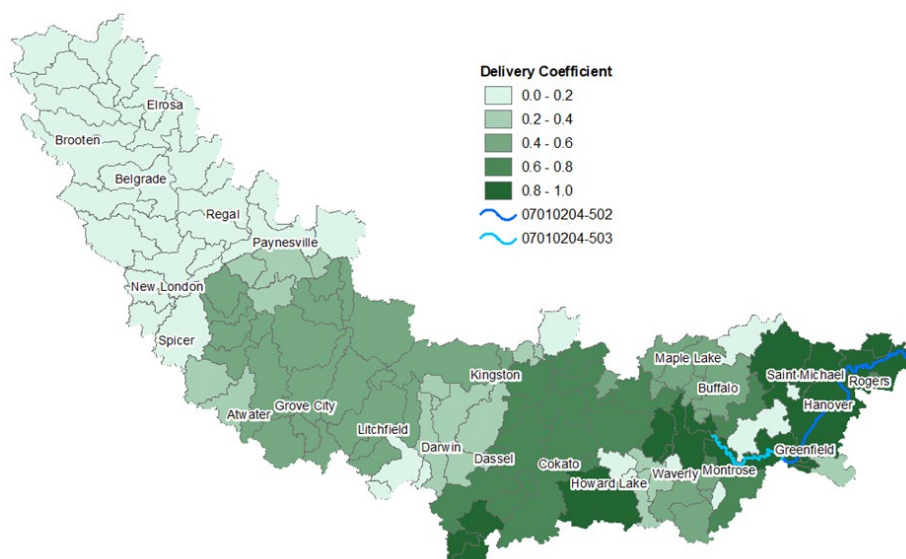 Delivery Coefficient
0.0 - 0.2
0.2 - 0.4
0.4 - 0.6
0.6 - 0.8
0.8 - 1.0
07010204-502
07010204-503
Elrosa
Brooten
Belgrade
Regal
Paynesville
New London
Spicer
Kingston
Maple Lake
Saint-Michael
Rogers
Buffalo
Hanover
Atwater
Grove City
Litchfield
Darwin
Dassel
Cokato
Howard Lake
Waverly
Montrose
Greenfield